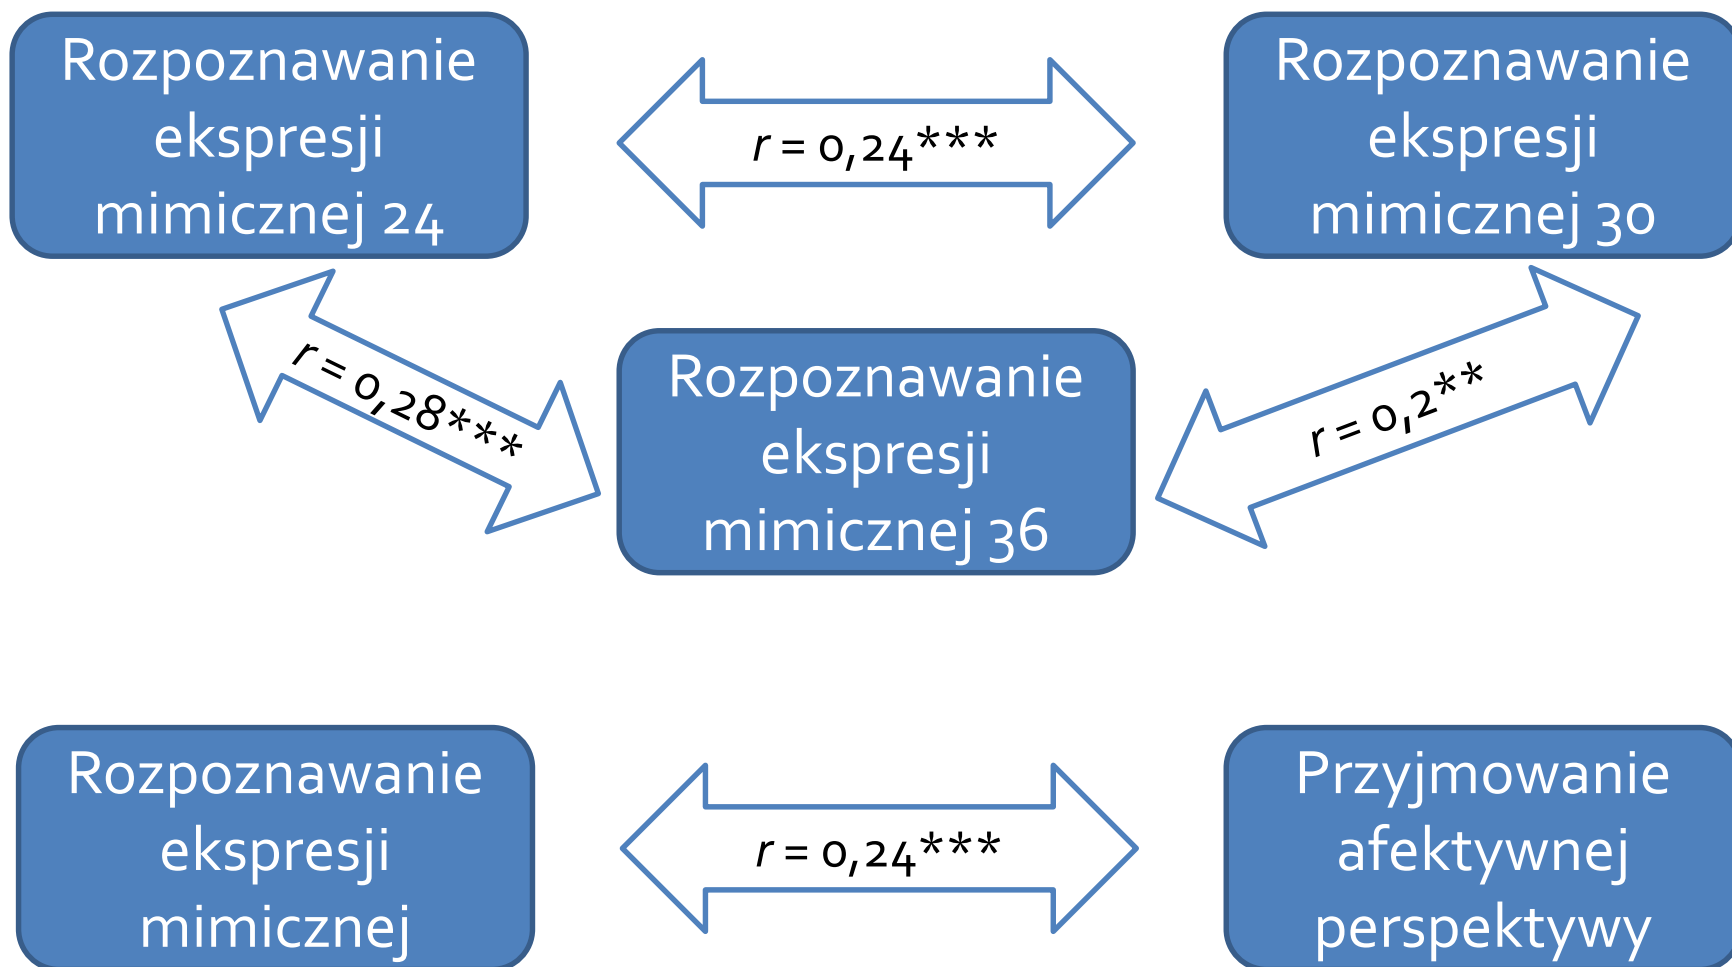 Rozpoznawanie
ekspresji
mimicznej 24
r = 0,24***
Rozpoznawanie
ekspresji
mimicznej 30
r = 0,28***
Rozpoznawanie
ekspresji
mimicznej 36
r = 0,2**
Rozpoznawanie
ekspresji
mimicznej
r = 0,24***
Przyjmowanie
afektywnej
perspektywy